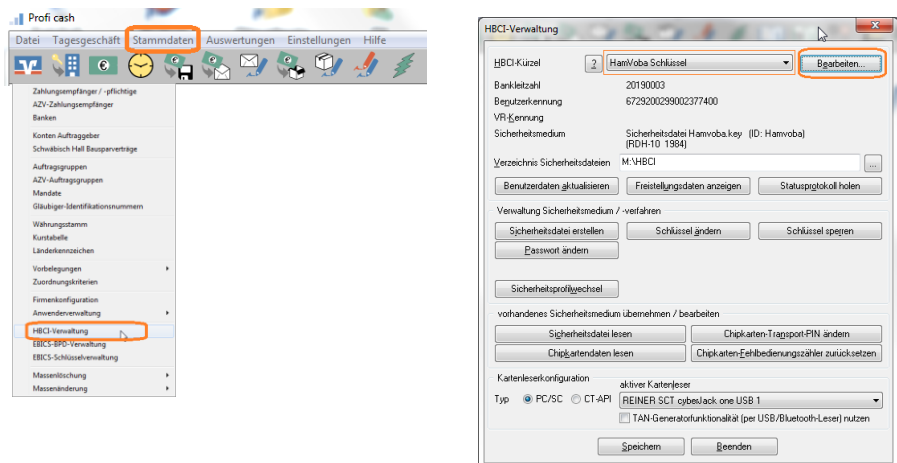 Profi cash
Datei Tagesgeschäft Stammdaten Auswertungen Einstellungen Hilfe
Zahlungsempfänger / -pflichtige
AZV-Zahlungsempfänger
Banken
Konten Auftraggeber
Schwäbisch Hall Bausparverträge
Auftragsgruppen
AZV-Auftragsgruppen
Mandate
Gläubiger-Identifikationsnummern
Währungsstamm
Kurstabelle
Länderkennzeichen
Vorbelegungen
Zuordnungskriterien
Firmenkonfiguration
Anwenderverwaltung
HBCI-Verwaltung
EBICS-BPD-Verwaltung
EBICS-Schlüsselverwaltung
Massenlöschung
Massenänderung
HBCI-Verwaltung
HBCI-Kürzel ? HamVoba Schlüssel Bearbeiten...
Bankleitzahl 20190003
Benutzerkennung 6729200299002377400
VR-Kennung
Sicherheitsmedium Sicherheitsdatei Hamvoba.key (ID: Hamvoba)
(RDH-10 1984)
Verzeichnis Sicherheitsdateien M:\HBCI ...
Benutzerdaten aktualisieren Freistellungsdaten anzeigen Statusprotokoll holen
Verwaltung Sicherheitsmedium / -verfahren
Sicherheitsdatei erstellen Schlüssel ändern Schlüssel sperren
Passwort ändern
Sicherheitsprofilwechsel
vorhandenes Sicherheitsmedium übernehmen / bearbeiten
Sicherheitsdatei lesen Chipkarten-Transport-PIN ändern
Chipkartendaten lesen Chipkarten-Fehlbedienungszähler zurücksetzen
Kartenleserkonfiguration aktiver Kartenleser
Typ PC/SC CT-API REINER SCT cyberJack one USB 1
TAN-Generatorfunktionalität (per USB/Bluetooth-Leser) nutzen
Speichern Beenden